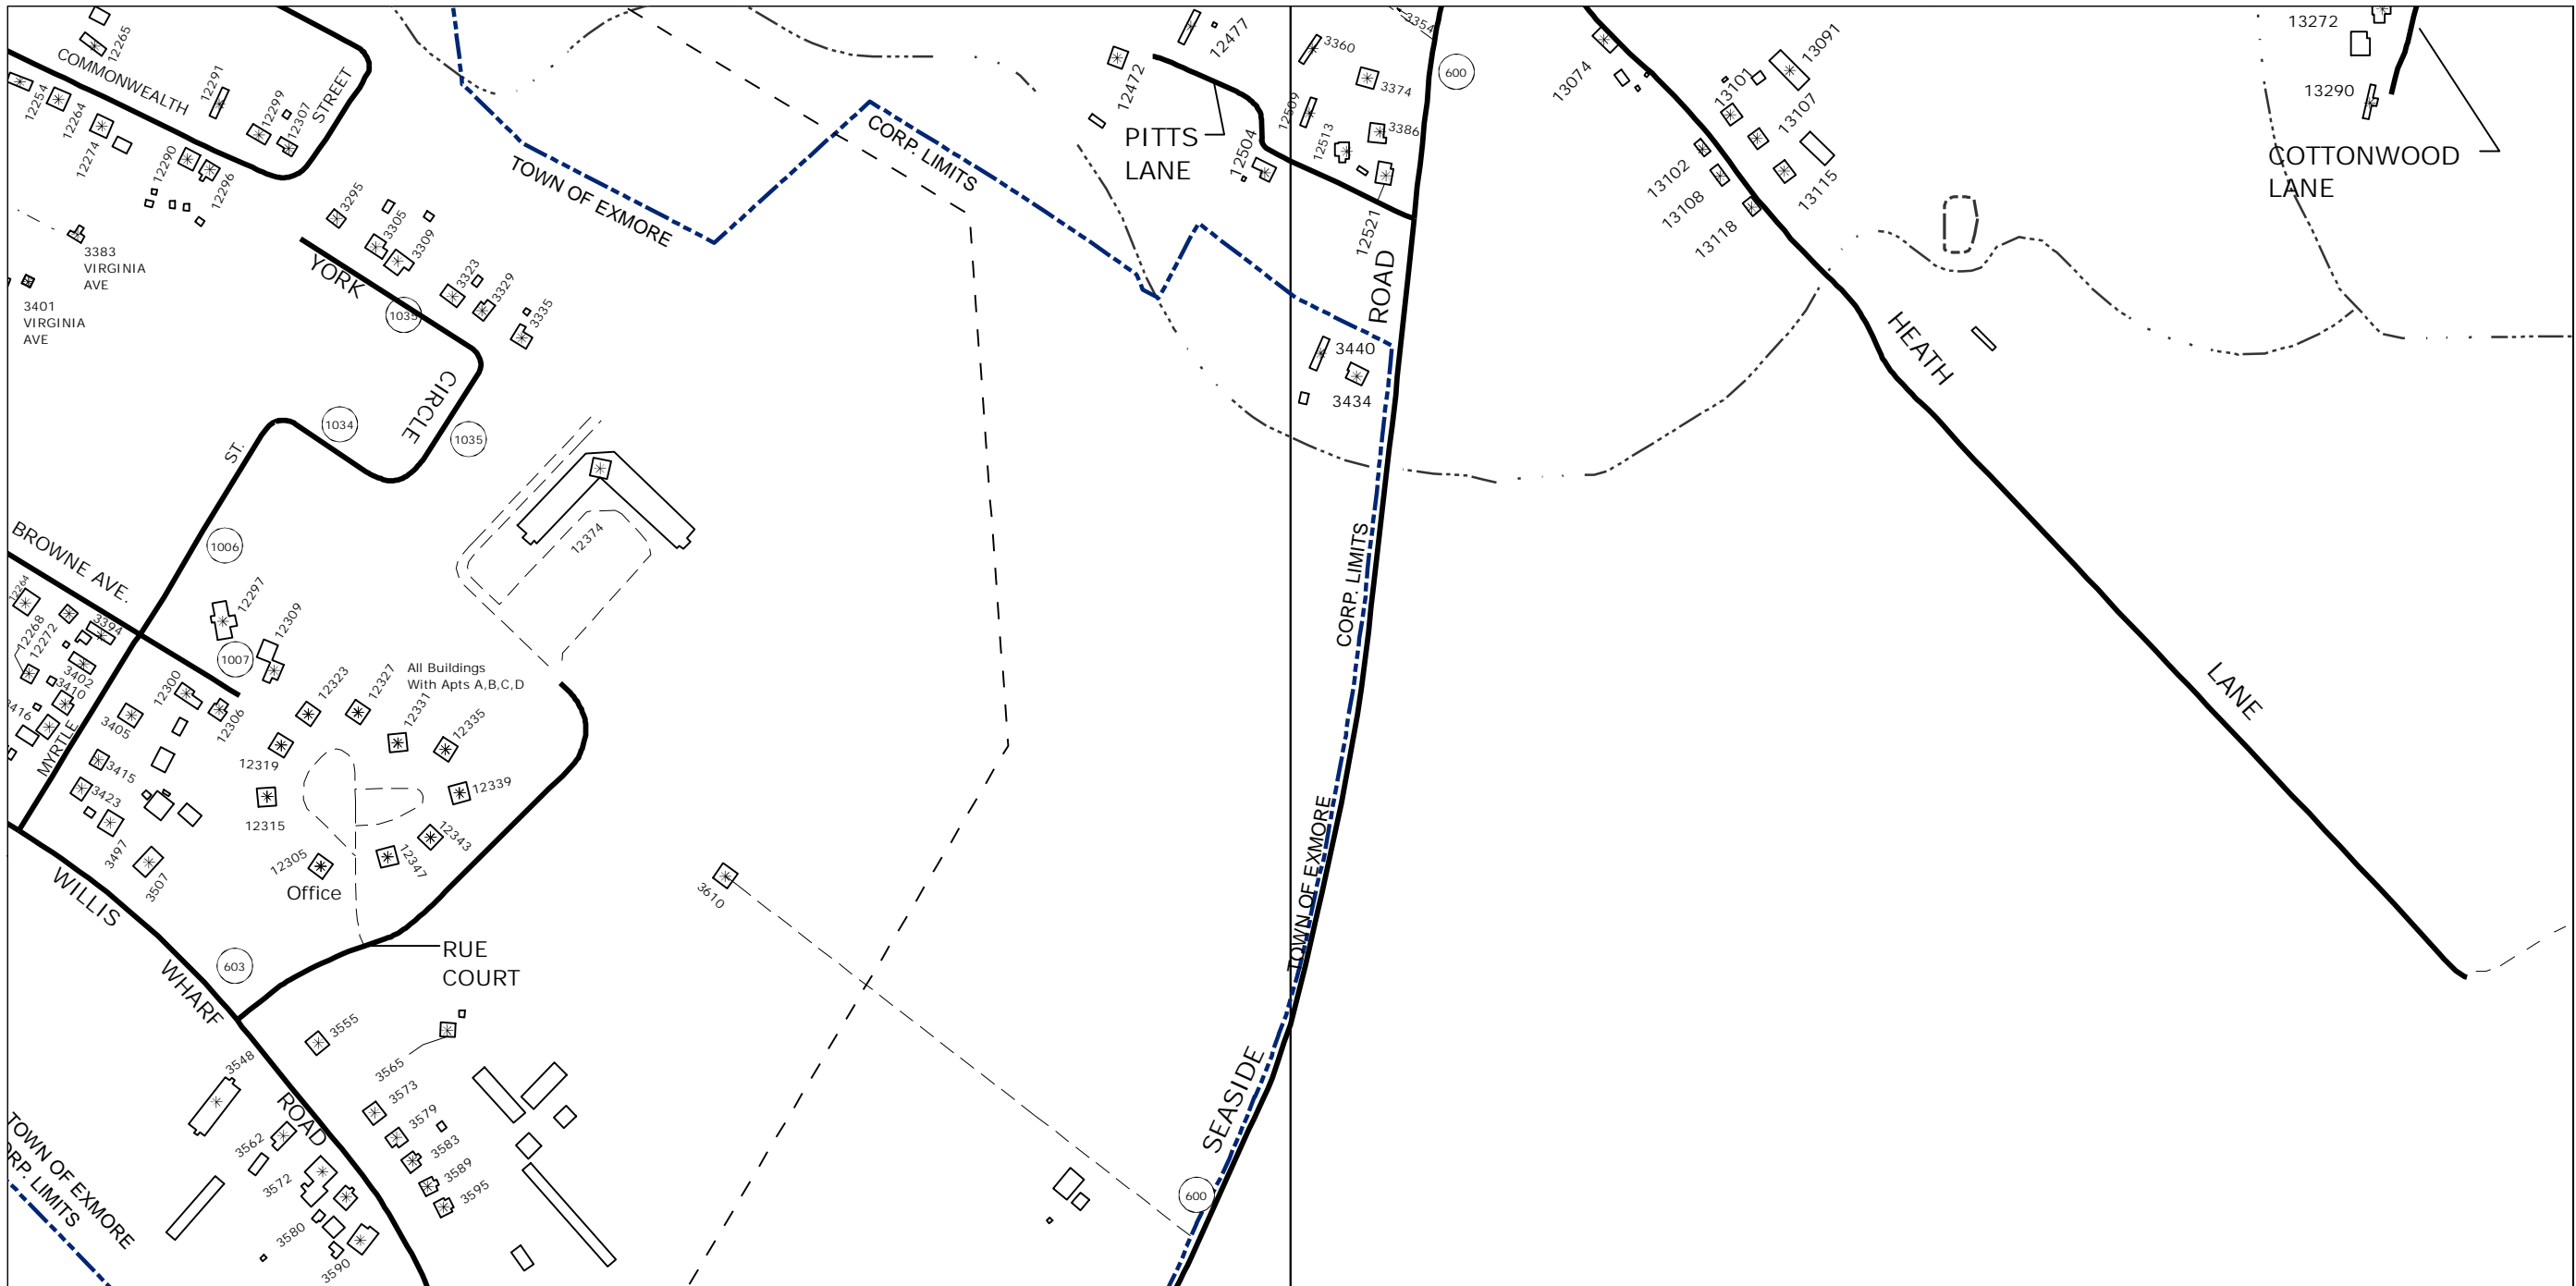 12265
COMMONWEALTH
12254
12264
12274
12291
12299
12307
STREET
12290
12296
3383
VIRGINIA
AVE
3401
VIRGINIA
AVE
3295
3305
3309
3323
3329
3335
YORK
1035
CIRCLE
1034
1035
ST.
1006
TOWN OF EXMORE
CORP. LIMITS
12472
12477
PITTS
LANE
12504
12509
12513
12521
3354
3360
3374
3386
600
ROAD
3440
3434
13074
13091
13101
13107
13102
13108
13118
13115
13272
13290
COTTONWOOD
LANE
HEATH
LANE
BROWNE AVE.
12264
12268
12272
3394
3402
3410
3416
MYRTLE
12297
12309
1007
12300
12306
3405
3415
3423
3497
3507
12374
All Buildings
With Apts A,B,C,D
12323
12327
12331
12335
12319
12339
12315
12343
12305
12347
Office
WILLIS
WHARF
ROAD
603
RUE
COURT
3610
CORP. LIMITS
TOWN OF EXMORE
SEASIDE
600
3555
3548
3565
3573
3579
3583
3589
3595
3562
3572
3580
3590
TOWN OF EXMORE
ORP. LIMITS